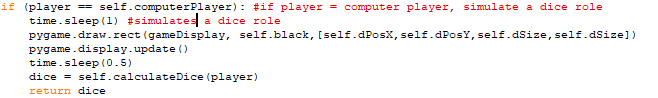 if (player == self.computerPlayer): #if player = computer player, simulate a dice role
time.sleep(1) #simulates a dice role
pygame.draw.rect(gameDisplay, self.black,[self.dPosX,self.dPosY,self.dSize,self.dSize])
pygame.display.update()
time.sleep(0.5)
dice = self.calculateDice(player)
return dice